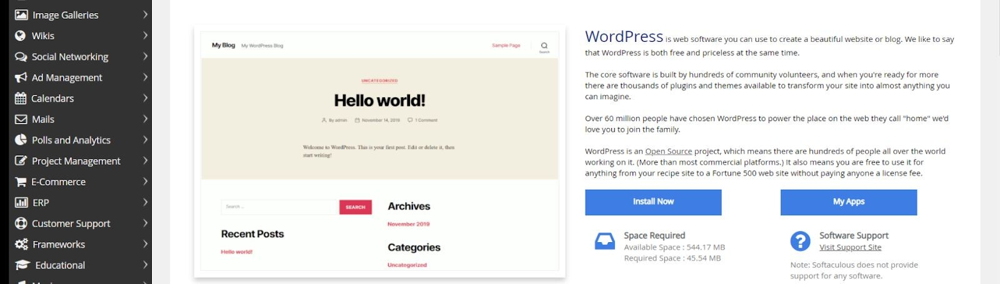 Image Galleries
Wikis
Social Networking
Ad Management
Calendars
Mails
Polls and Analytics
Project Management
E-Commerce
ERP
Customer Support
Frameworks
Educational
My Blog My WordPress Blog
Sample Page
Search
UNCATEGORIZED
Hello world!
By admin November 14, 2019 1 Comment
Welcome to WordPress. This is your first post. Edit or delete it, then
start writing!
Search ...
SEARCH
Recent Posts
Hello world!
Archives
November 2019
Categories
Uncategorized
WordPress is web software you can use to create a beautiful website or blog. We like to say
that WordPress is both free and priceless at the same time.
The core software is built by hundreds of community volunteers, and when you're ready for more
there are thousands of plugins and themes available to transform your site into almost anything you
can imagine.
Over 60 million people have chosen WordPress to power the place on the web they call "home" we'd
love you to join the family.
WordPress is an Open Source project, which means there are hundreds of people all over the world
working on it. (More than most commercial platforms.) It also means you are free to use it for
anything from your recipe site to a Fortune 500 web site without paying anyone a license fee.
Install Now
My Apps
Space Required
Available Space : 544.17 MB
Required Space : 45.54 MB
Software Support
Visit Support Site
Note: Softaculous does not provide
support for any software.